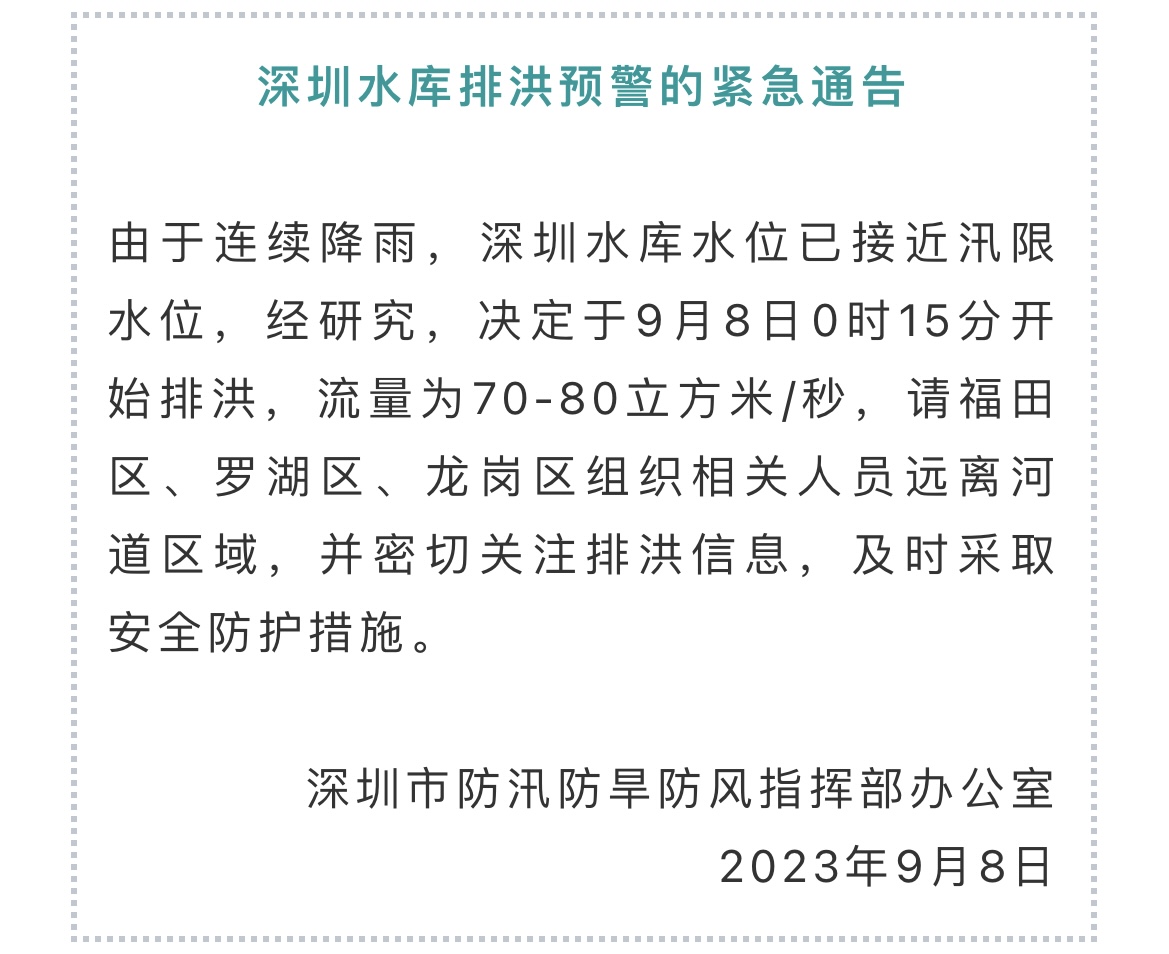 深圳水库排洪预警的紧急通告
由于连续降雨，深圳水库水位已接近汛限
水位，经研究，决定于9月8日0时15分开
始排洪，流量为70-80立方米/秒，请福田
区、罗湖区、龙岗区组织相关人员远离河
道区域，并密切关注排洪信息，及时采取
安全防护措施。
深圳市防汛防旱防风指挥部办公室
2023年9月8日